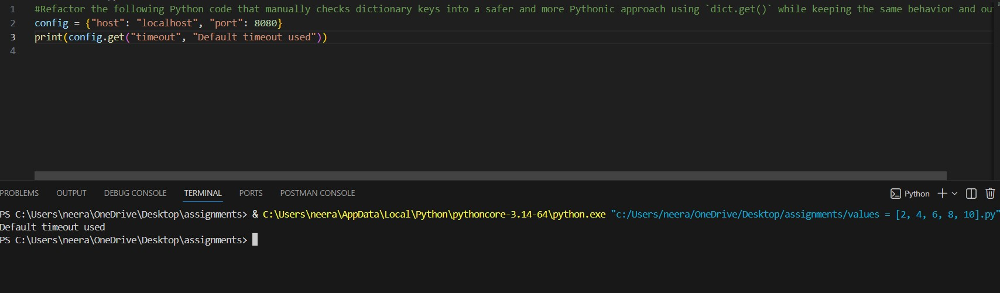 1 #Refactor the following Python code that manually checks dictionary keys into a safer and more Pythonic approach using `dict.get()` while keeping the same behavior and ou
2 config = {"host": "localhost", "port": 8080}
3 print(config.get("timeout", "Default timeout used"))
4
PROBLEMS OUTPUT DEBUG CONSOLE TERMINAL PORTS POSTMAN CONSOLE Python
PS C:\Users\neera\OneDrive\Desktop\assignments> & C:\Users\neera\AppData\Local\Python\pythoncore-3.14-64\python.exe "c:/Users/neera/OneDrive/Desktop/assignments/values = [2, 4, 6, 8, 10].py"
Default timeout used
PS C:\Users\neera\OneDrive\Desktop\assignments>